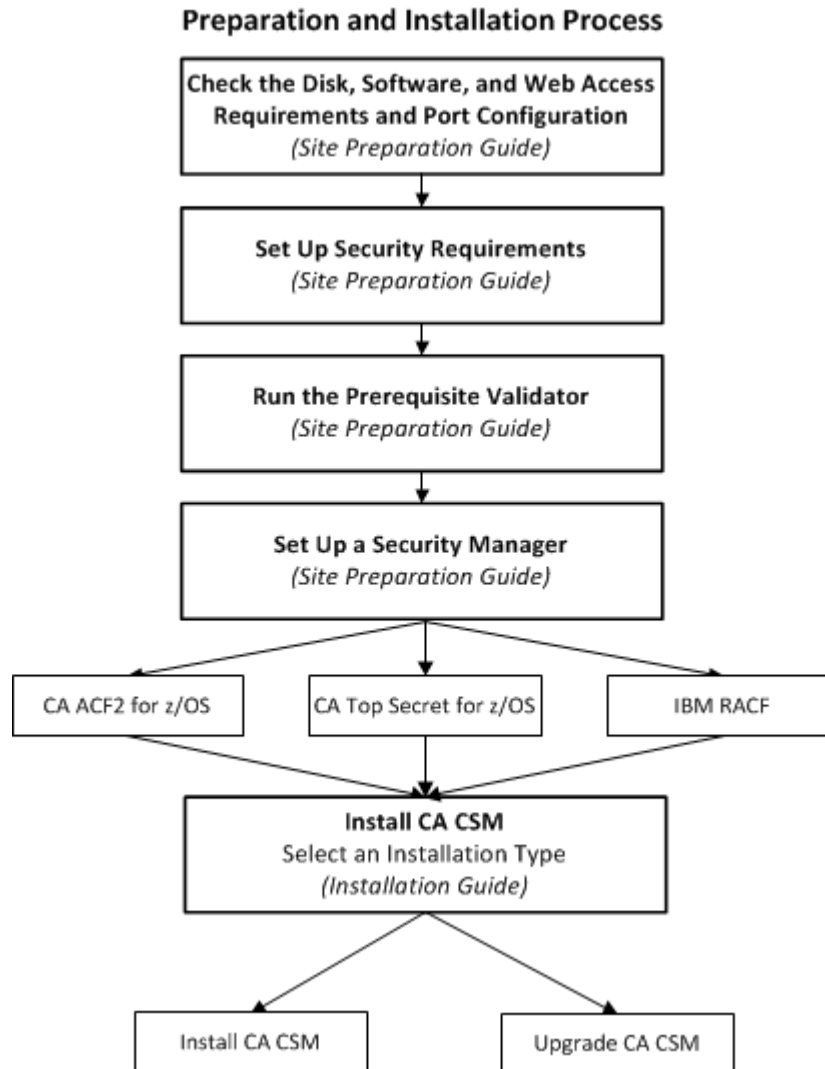 Preparation and Installation Process
Check the Disk, Software, and Web Access
Requirements and Port Configuration
(Site Preparation Guide)
Set Up Security Requirements
(Site Preparation Guide)
Run the Prerequisite Validator
(Site Preparation Guide)
Set Up a Security Manager
(Site Preparation Guide)
CA ACF2 for z/OS
CA Top Secret for z/OS
IBM RACF
Install CA CSM
Select an Installation Type
(Installation Guide)
Install CA CSM
Upgrade CA CSM